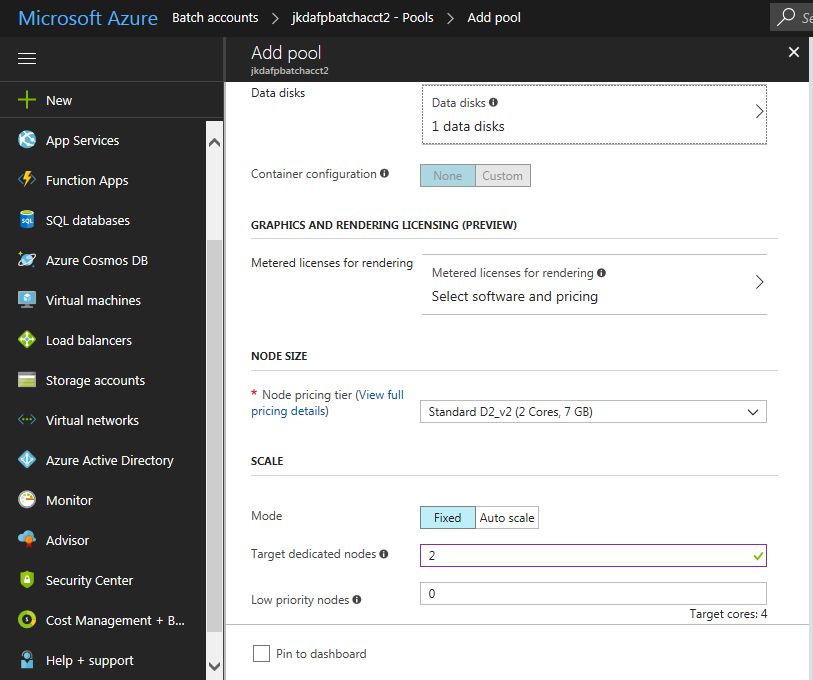 Microsoft Azure Batch accounts > jkdafpbatchacct2 - Pools > Add pool
Add pool
jkdafpbatchacct2
New
App Services
Function Apps
SQL databases
Azure Cosmos DB
Virtual machines
Load balancers
Storage accounts
Virtual networks
Azure Active Directory
Monitor
Advisor
Security Center
Cost Management + B...
Help + support
Data disks
Data disks
1 data disks
Container configuration
None Custom
GRAPHICS AND RENDERING LICENSING (PREVIEW)
Metered licenses for rendering
Metered licenses for rendering
Select software and pricing
NODE SIZE
* Node pricing tier (View full
pricing details)
Standard D2_v2 (2 Cores, 7 GB)
SCALE
Mode
Fixed Auto scale
Target dedicated nodes
2
Low priority nodes
0
Target cores: 4
Pin to dashboard